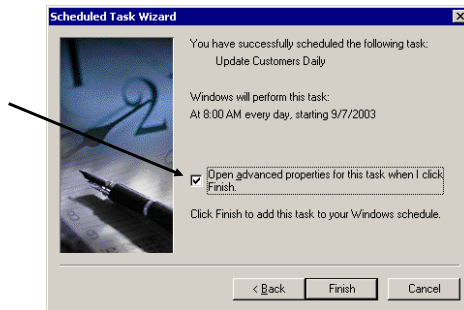 Scheduled Task Wizard
You have successfully scheduled the following task:
Update Customers Daily
Windows will perform this task:
At 8:00 AM every day, starting 9/7/2003
Open advanced properties for this task when I click
Finish.
Click Finish to add this task to your Windows schedule.
< Back
Finish
Cancel